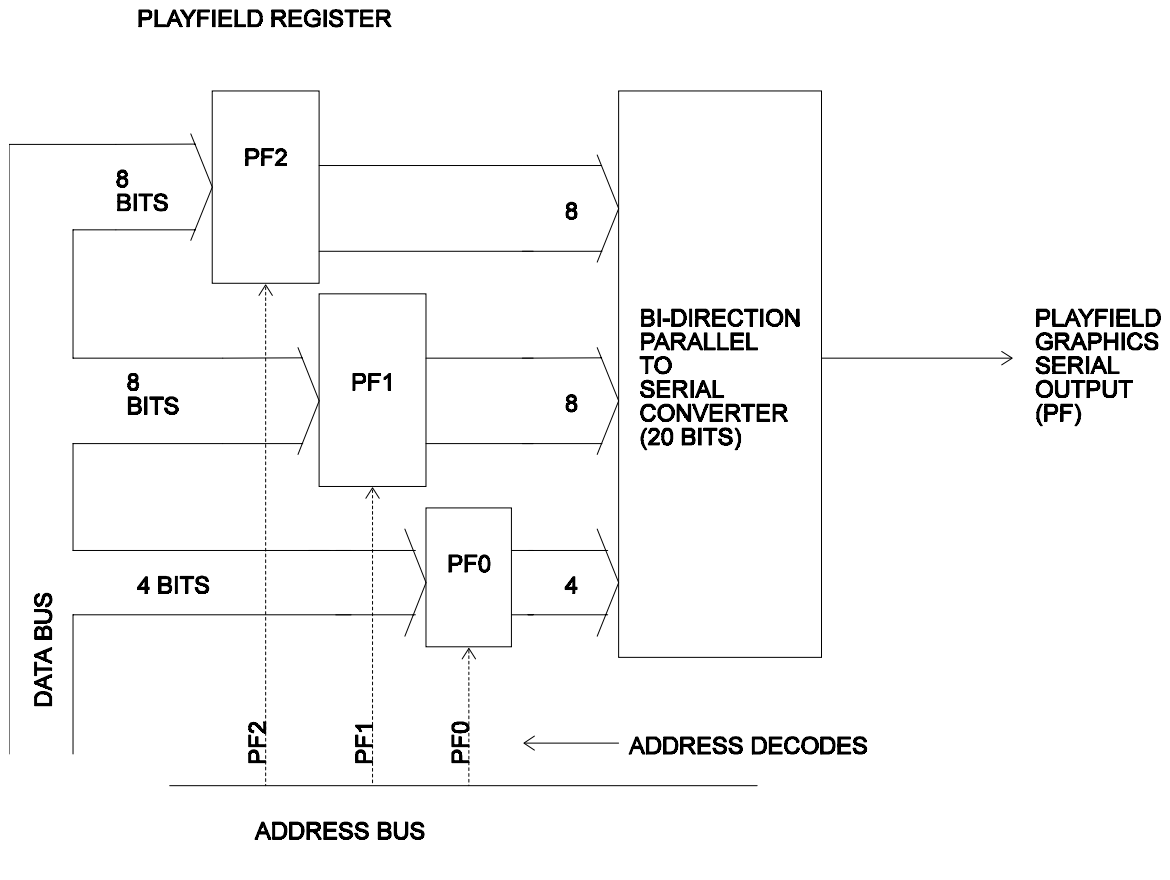 PLAYFIELD REGISTER
PF2
8
BITS
8
BI-DIRECTION
PARALLEL
TO
SERIAL
CONVERTER
(20 BITS)
PLAYFIELD
GRAPHICS
SERIAL
OUTPUT
(PF)
PF1
8
BITS
8
PF0
4 BITS
4
DATA BUS
PF2
PF1
PF0
ADDRESS DECODES
ADDRESS BUS